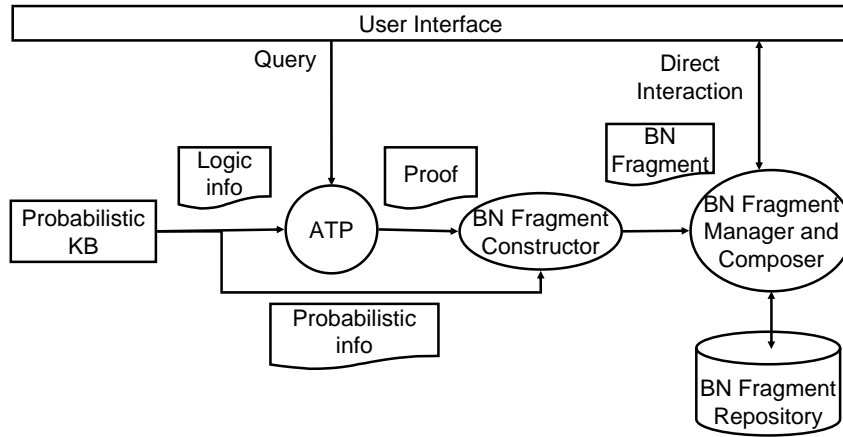 User Interface
Query
Direct
Interaction
Logic
info
Proof
BN
Fragment
Probabilistic
KB
ATP
BN Fragment
Constructor
BN Fragment
Manager and
Composer
Probabilistic
info
BN Fragment
Repository